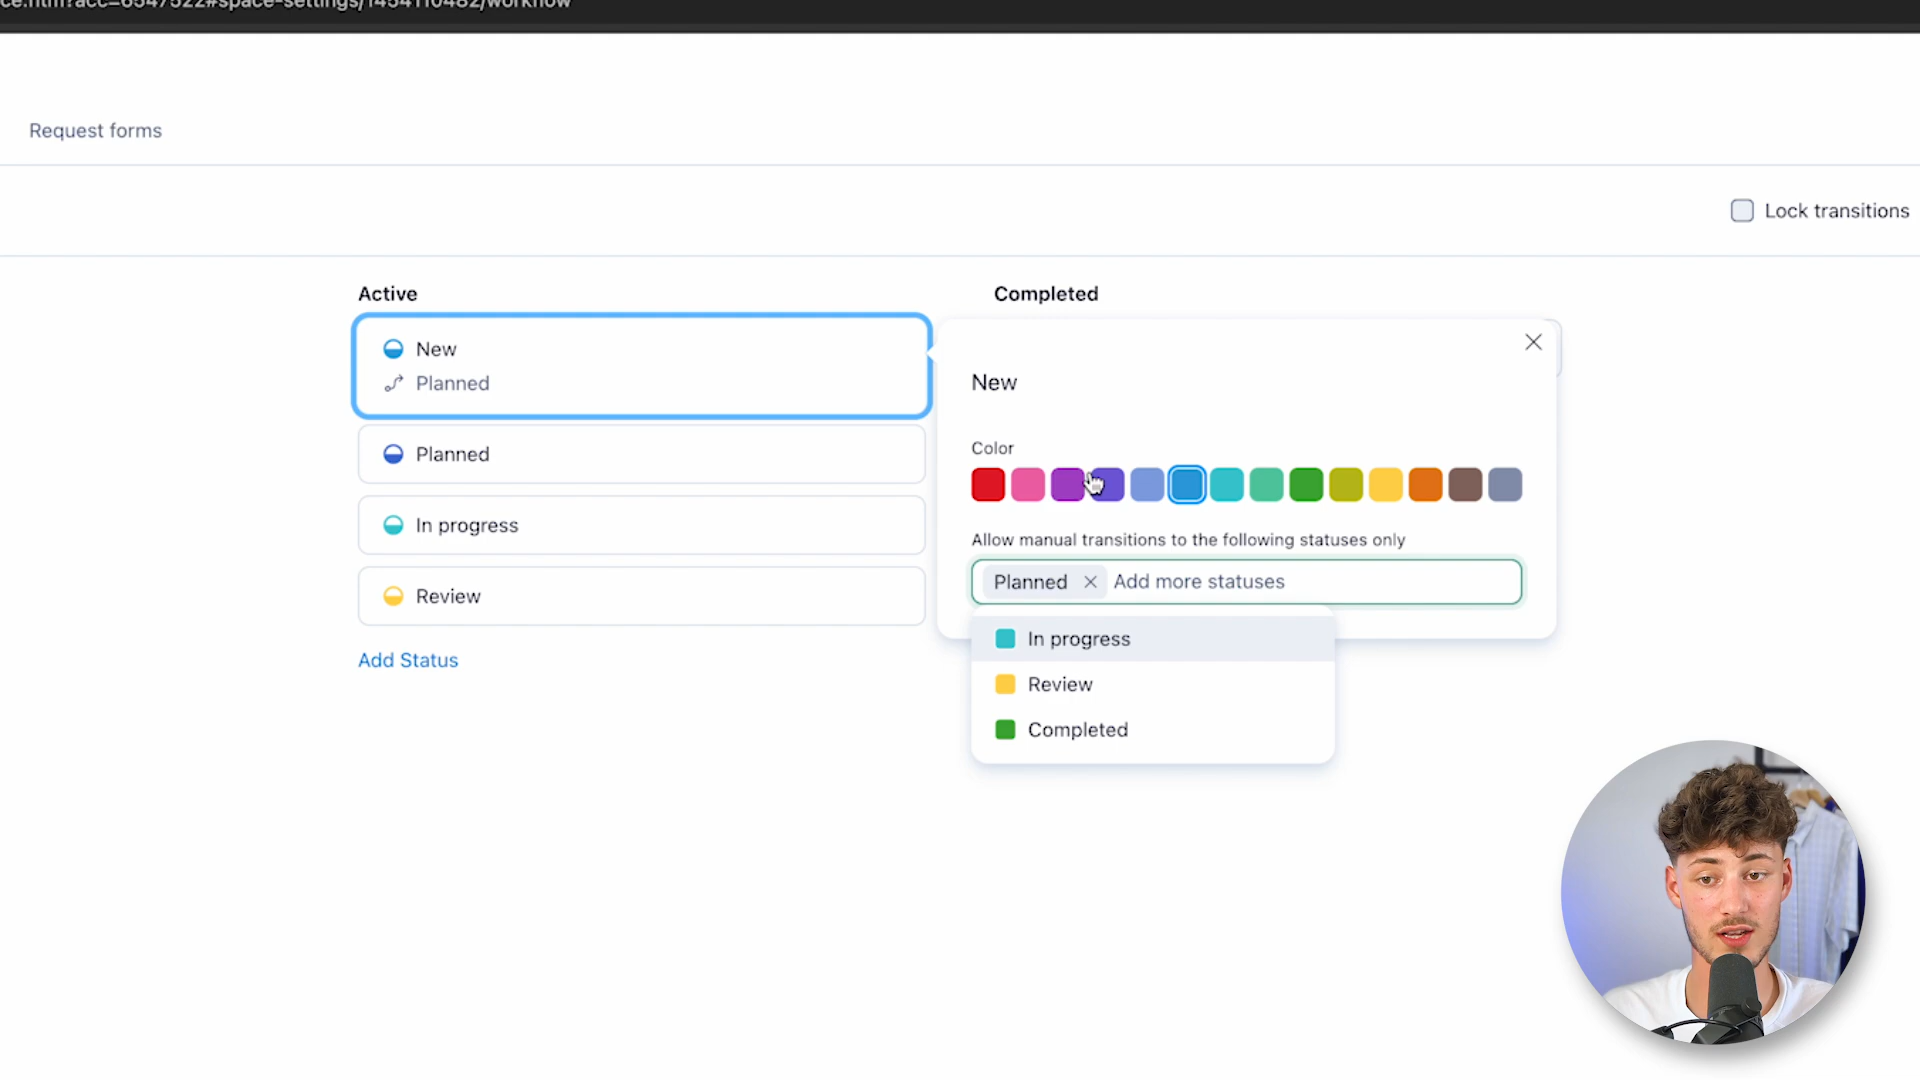 ce.htm?acc=6547522#space-settings/1454110482/workflow
Request forms
Lock transitions
Active
Completed
New
Planned
Planned
In progress
Review
Add Status
New
Color
Allow manual transitions to the following statuses only
Planned Add more statuses
In progress
Review
Completed